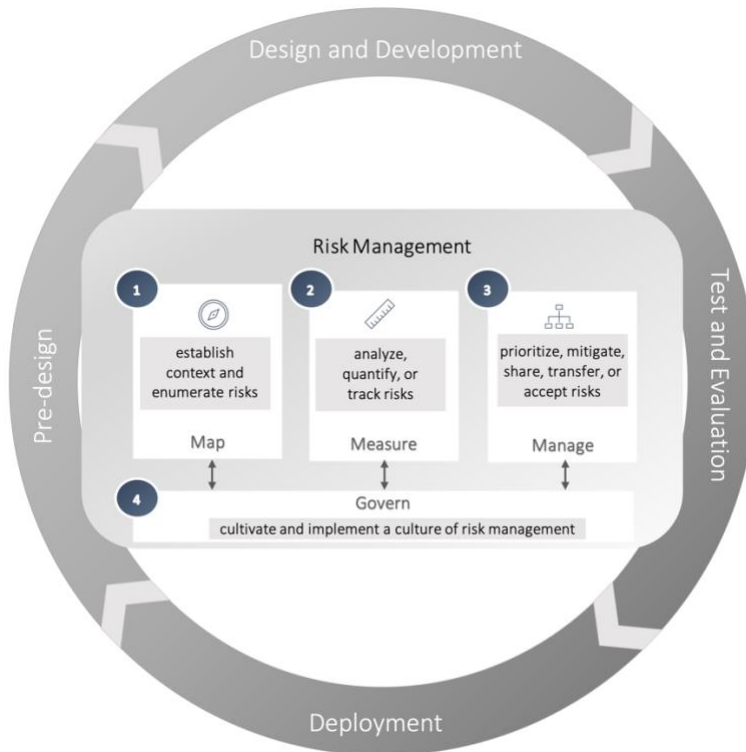 Design and Development
Pre-design
Test and Evaluation
Risk Management
1
2
3
establish
context and
enumerate risks
analyze,
quantify, or
track risks
prioritize, mitigate,
share, transfer, or
accept risks
Map
Measure
Manage
4
Govern
cultivate and implement a culture of risk management
Deployment